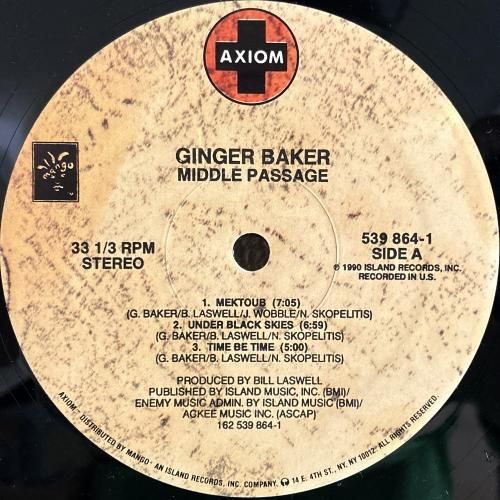 AXIOM
GINGER BAKER
MIDDLE PASSAGE
mango
33 1/3 RPM
STEREO
539 864-1
SIDE A
℗ 1990 ISLAND RECORDS, INC.
RECORDED IN U.S.
1. MEKTOUB (7:05)
(G. BAKER/B. LASWELL/J. WOBBLE/N. SKOPELITIS)
2. UNDER BLACK SKIES (6:59)
(G. BAKER/B. LASWELL/N. SKOPELITIS)
3. TIME BE TIME (5:00)
(G. BAKER/B. LASWELL/N. SKOPELITIS)
PRODUCED BY BILL LASWELL
PUBLISHED BY ISLAND MUSIC, INC. (BMI)/
ENEMY MUSIC ADMIN. BY ISLAND MUSIC (BMI)/
ACKEE MUSIC INC. (ASCAP)
162 539 864-1
AXIOM - DISTRIBUTED BY MANGO - AN ISLAND RECORDS, INC. COMPANY. 14 E. 4TH ST., NY, NY 10012 - ALL RIGHTS RESERVED.